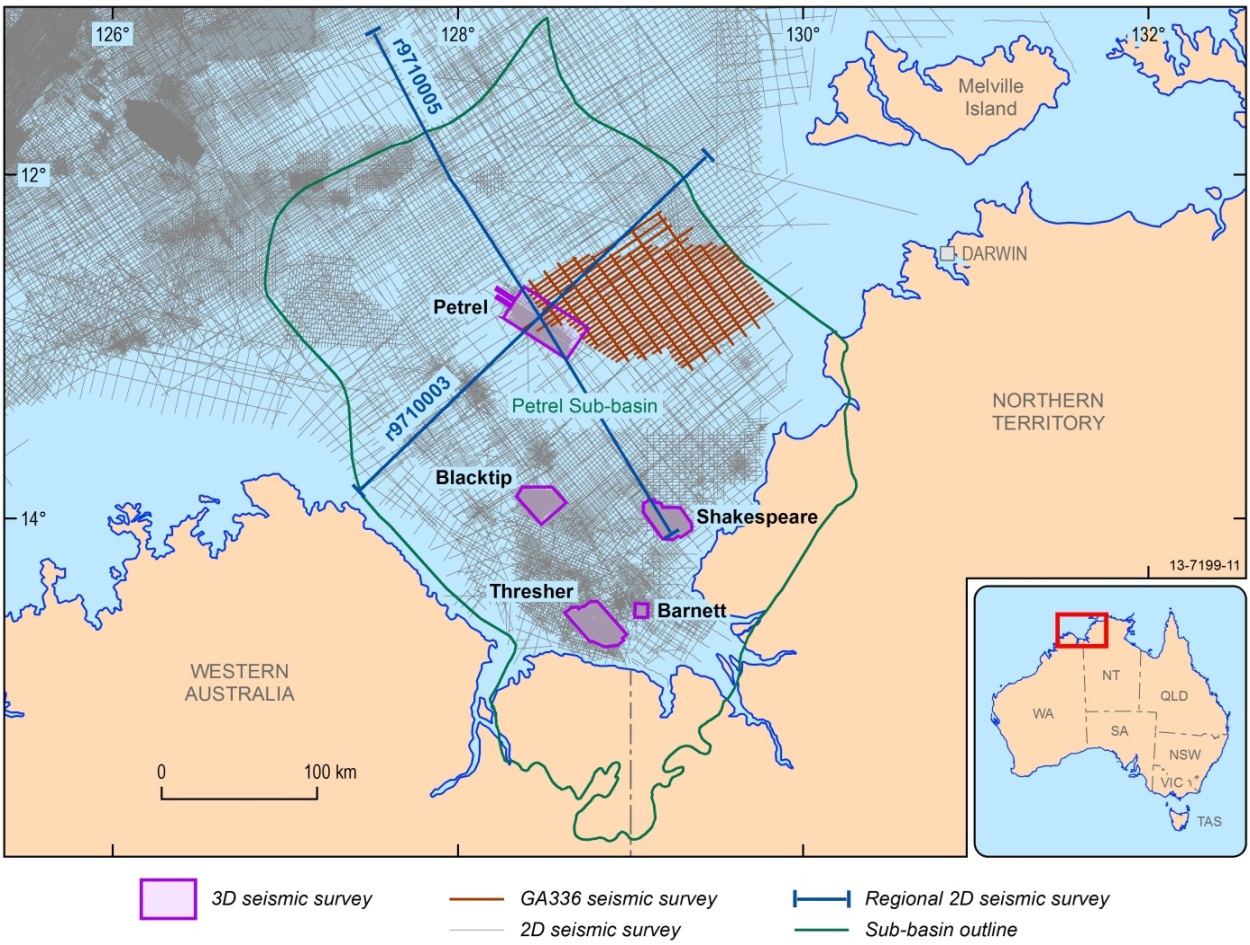 126°
128°
130°
132°
r9710005
Melville
Island
12°
DARWIN
Petrel
r9710003
Petrel Sub-basin
NORTHERN
TERRITORY
Blacktip
14°
Shakespeare
13-7199-11
Thresher
Barnett
WESTERN
AUSTRALIA
NT
QLD
WA
SA
NSW
VIC
TAS
0 100 km
3D seismic survey
GA336 seismic survey
Regional 2D seismic survey
2D seismic survey
Sub-basin outline